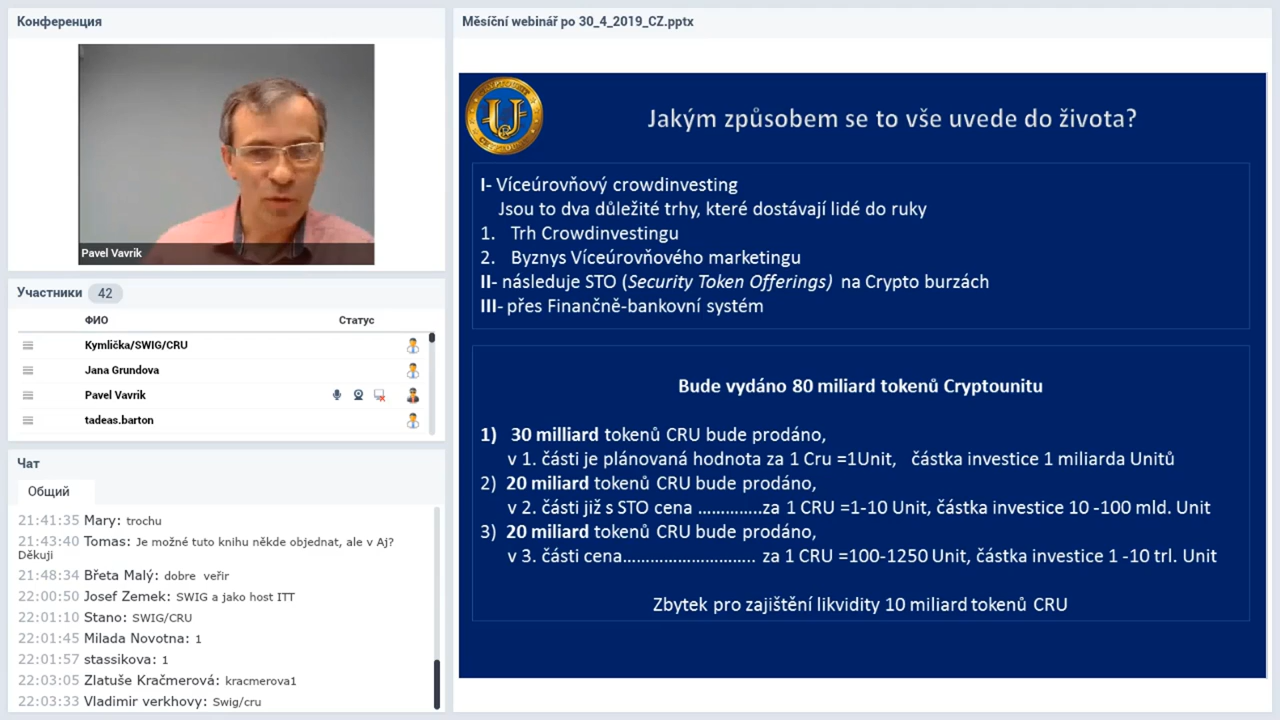 Конференция
Pavel Vavrik
Участники 42
ФИО Статус
Kymlička/SWIG/CRU
Jana Grundova
Pavel Vavrik
tadeas.barton
Чат
Общий
21:41:35 Mary: trochu
21:43:40 Tomas: Je možné tuto knihu někde objednat, ale v Aj?
Děkuji
21:48:34 Břeta Malý: dobre veřir
22:00:50 Josef Zemek: SWIG a jako host ITT
22:01:10 Stano: SWIG/CRU
22:01:45 Milada Novotna: 1
22:01:57 stassikova: 1
22:03:05 Zlatuše Kračmerová: kracmerova1
22:03:33 Vladimir verkhovy: Swig/cru
Měsíční webinář po 30_4_2019_CZ.pptx
Jakým způsobem se to vše uvede do života?
I- Víceúrovňový crowdinvesting
Jsou to dva důležité trhy, které dostávají lidé do ruky
1. Trh Crowdinvestingu
2. Byznys Víceúrovňového marketingu
II- následuje STO (Security Token Offerings) na Crypto burzách
III- přes Finančně-bankovní systém
Bude vydáno 80 miliard tokenů Cryptounitu
1) 30 miliard tokenů CRU bude prodáno,
v 1. části je plánovaná hodnota za 1 Cru =1Unit, částka investice 1 miliarda Unitů
2) 20 miliard tokenů CRU bude prodáno,
v 2. části již s STO cena ..............za 1 CRU =1-10 Unit, částka investice 10 -100 mld. Unit
3) 20 miliard tokenů CRU bude prodáno,
v 3. části cena............................. za 1 CRU =100-1250 Unit, částka investice 1 -10 trl. Unit
Zbytek pro zajištění likvidity 10 miliard tokenů CRU